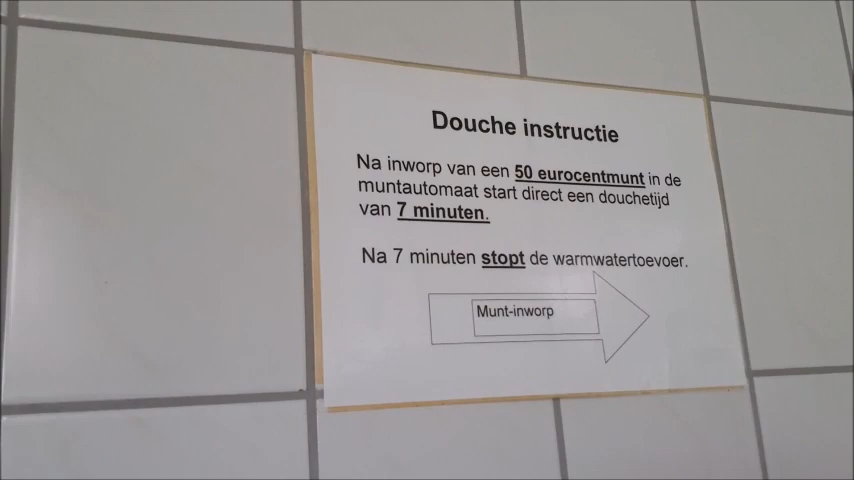 Douche instructie
Na inworp van een 50 eurocentmunt in de
muntautomaat start direct een douchetijd
van 7 minuten.
Na 7 minuten stopt de warmwatertoevoer.
Munt-inworp